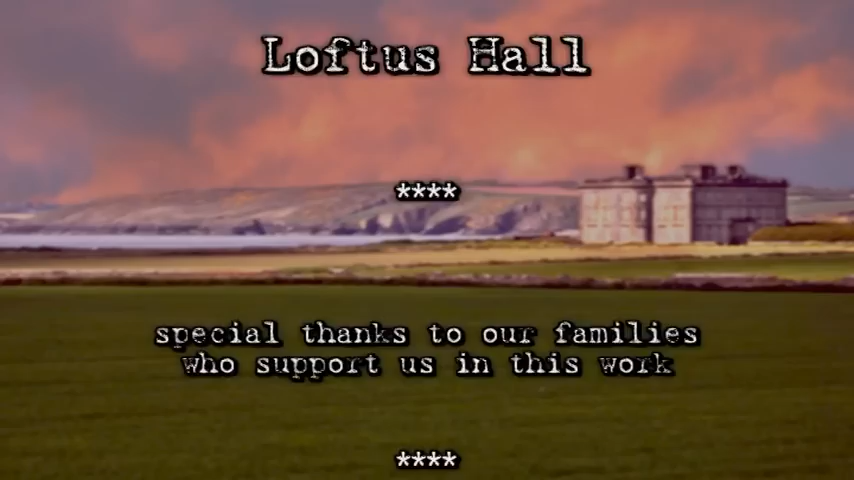 Loftus Hall
****
special thanks to our families
who support us in this work
****